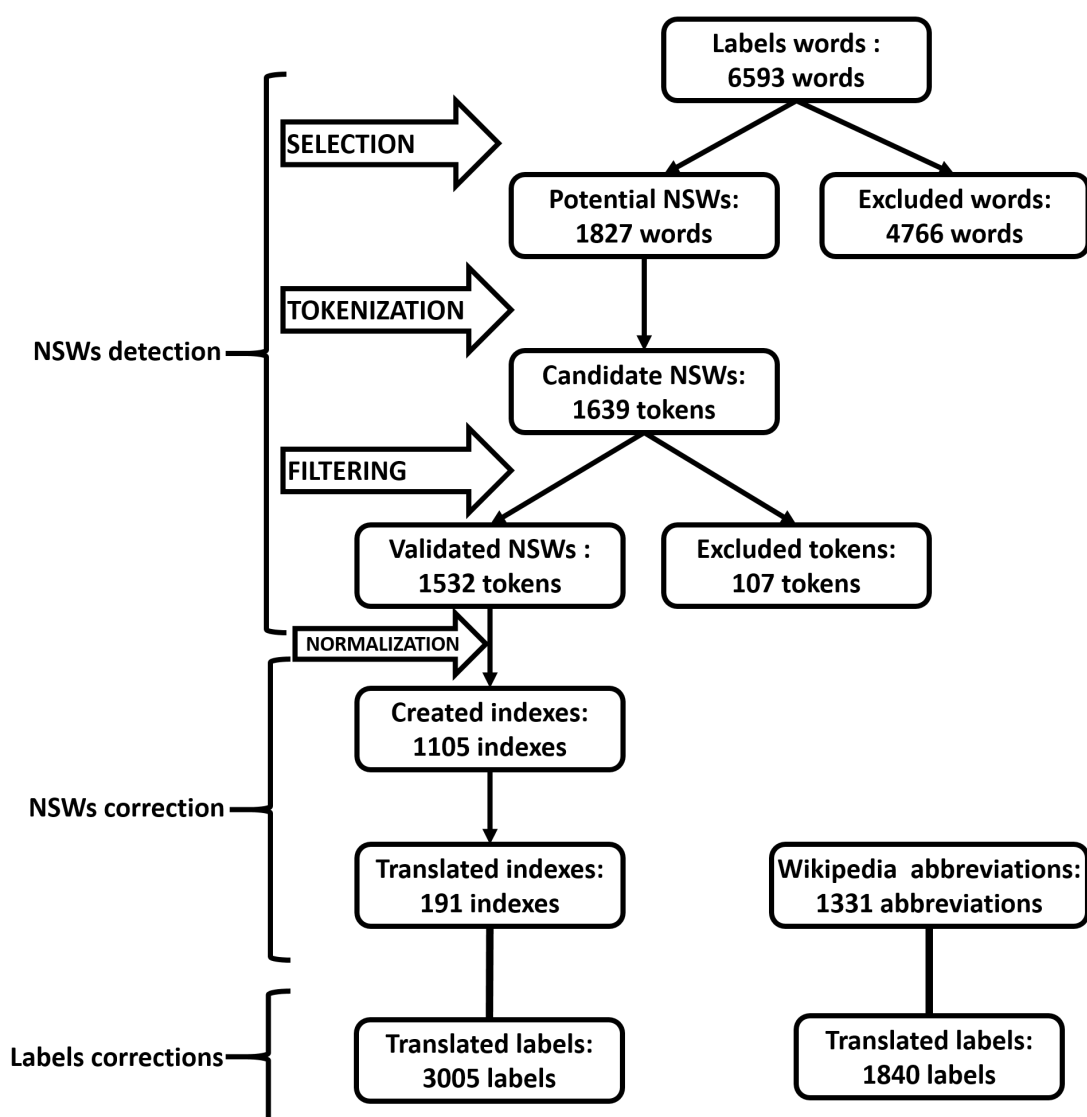 Labels words :
6593 words
SELECTION
Potential NSWs:
1827 words
Excluded words:
4766 words
TOKENIZATION
NSWs detection
Candidate NSWs:
1639 tokens
FILTERING
Validated NSWs :
1532 tokens
Excluded tokens:
107 tokens
NORMALIZATION
Created indexes:
1105 indexes
NSWs correction
Translated indexes:
191 indexes
Wikipedia  abbreviations:
1331 abbreviations
Labels corrections
Translated labels:
3005 labels
Translated labels:
1840 labels